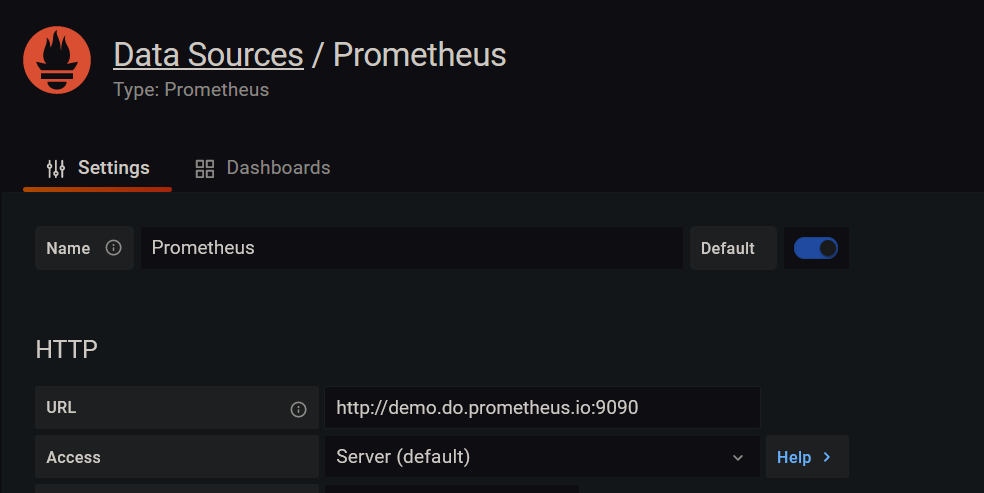 Data Sources / Prometheus
Type: Prometheus
Settings Dashboards
Name Prometheus Default
HTTP
URL http://demo.do.prometheus.io:9090
Access Server (default) Help